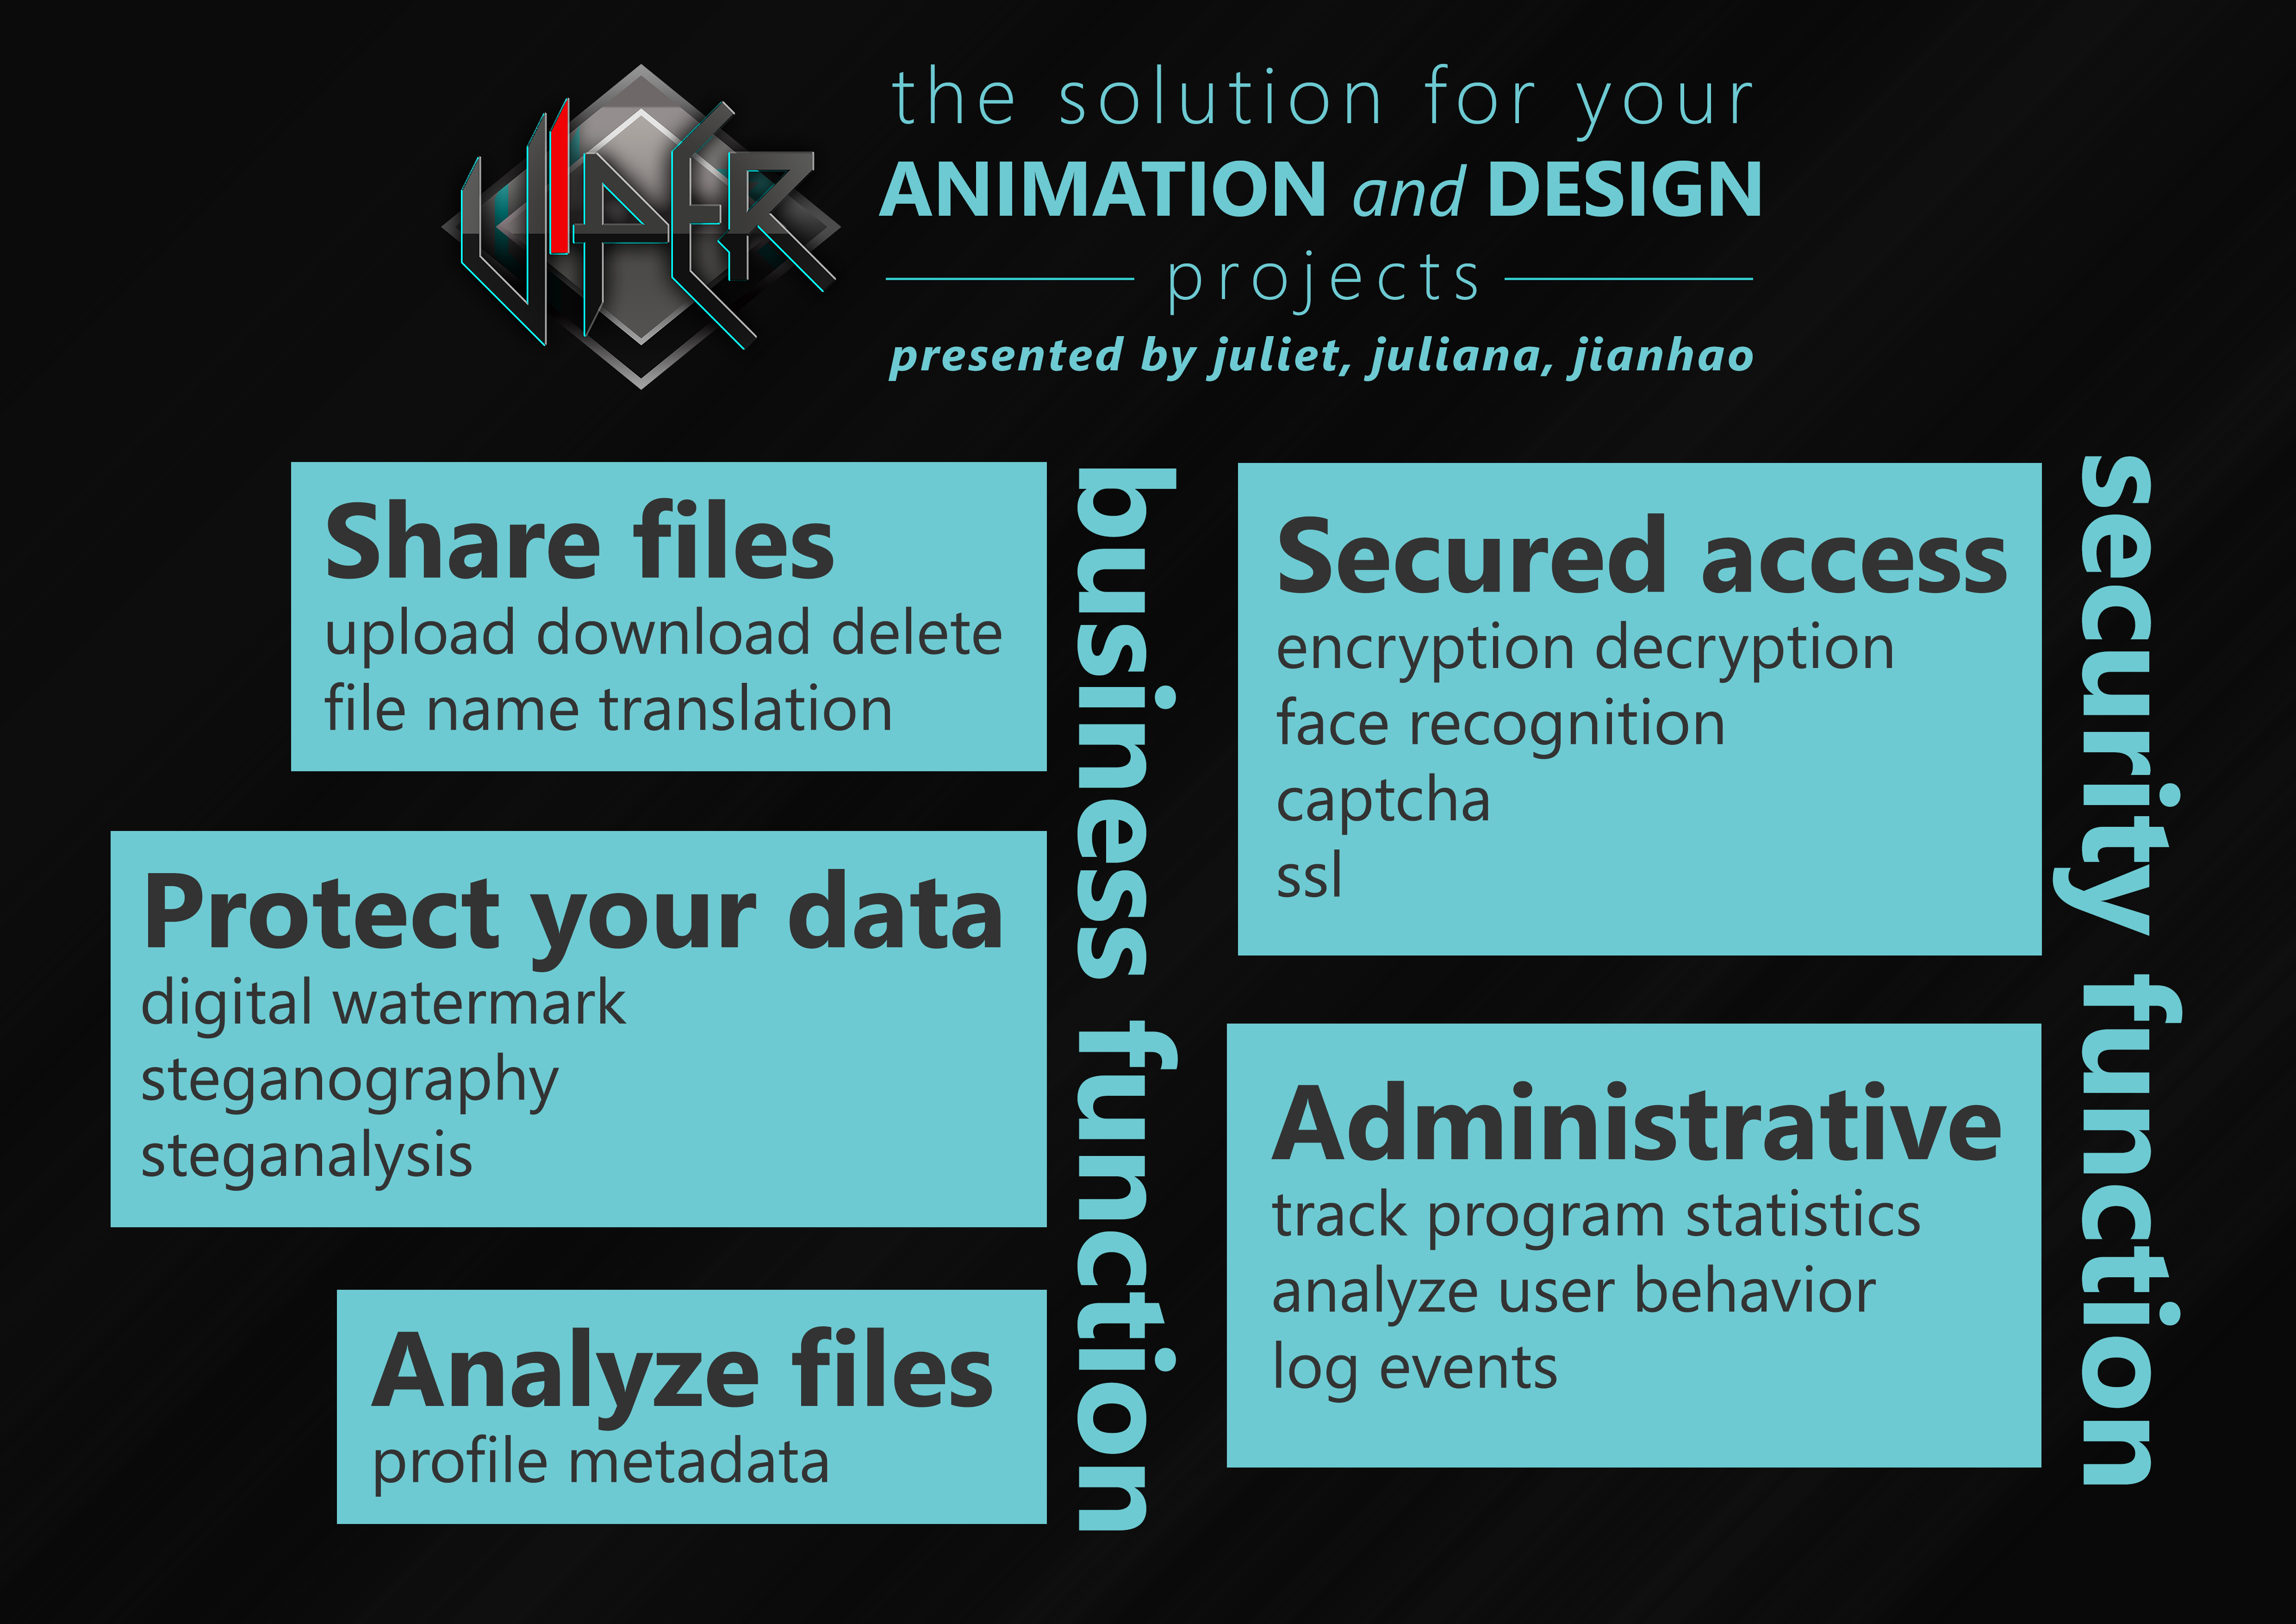 VIPER
the solution for your
ANIMATION and DESIGN
projects
presented by juliet, juliana, jianhao
business function
Share files
upload download delete
file name translation
Protect your data
digital watermark
steganography
steganalysis
Analyze files
profile metadata
security function
Secured access
encryption decryption
face recognition
captcha
ssl
Administrative
track program statistics
analyze user behavior
log events